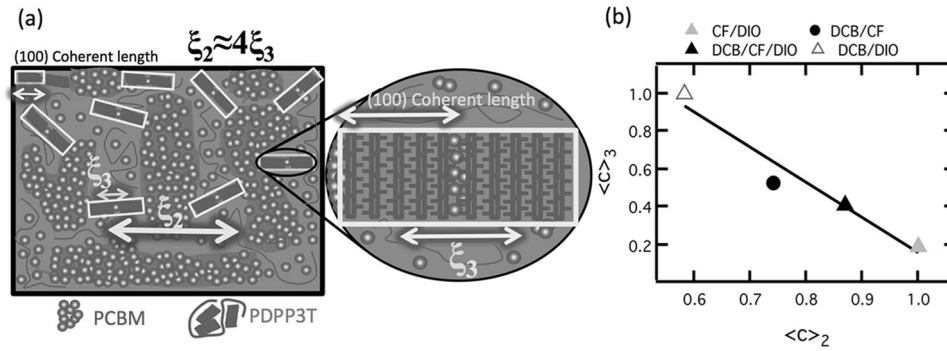 (a)
ξ₂≈4ξ₃
(100) Coherent length
(100) Coherent length
ξ₃
ξ₂
ξ₃
PCBM
PDPP3T
(b)
CF/DIO
DCB/CF
DCB/CF/DIO
DCB/DIO
1.0
0.8
0.6
0.4
0.2
<c>₃
0.6 0.7 0.8 0.9 1.0
<c>₂